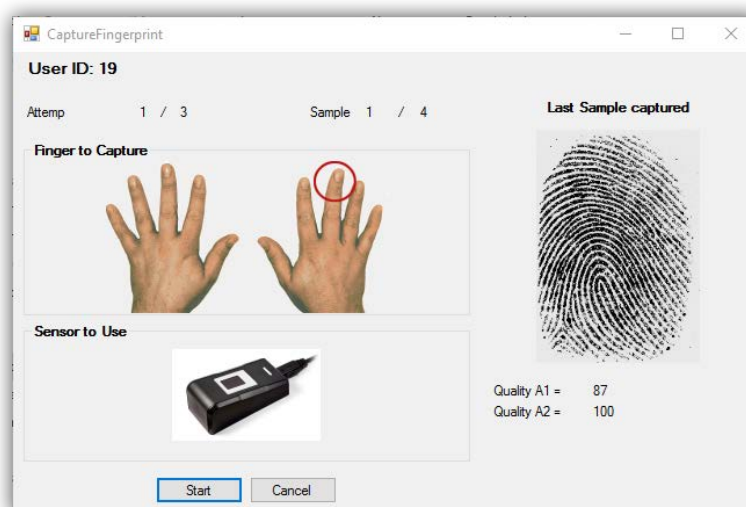 CaptureFingerprint
User ID: 19
Attemp 1 / 3 Sample 1 / 4
Last Sample captured
Finger to Capture
Sensor to Use
Quality A1 = 87
Quality A2 = 100
Start Cancel